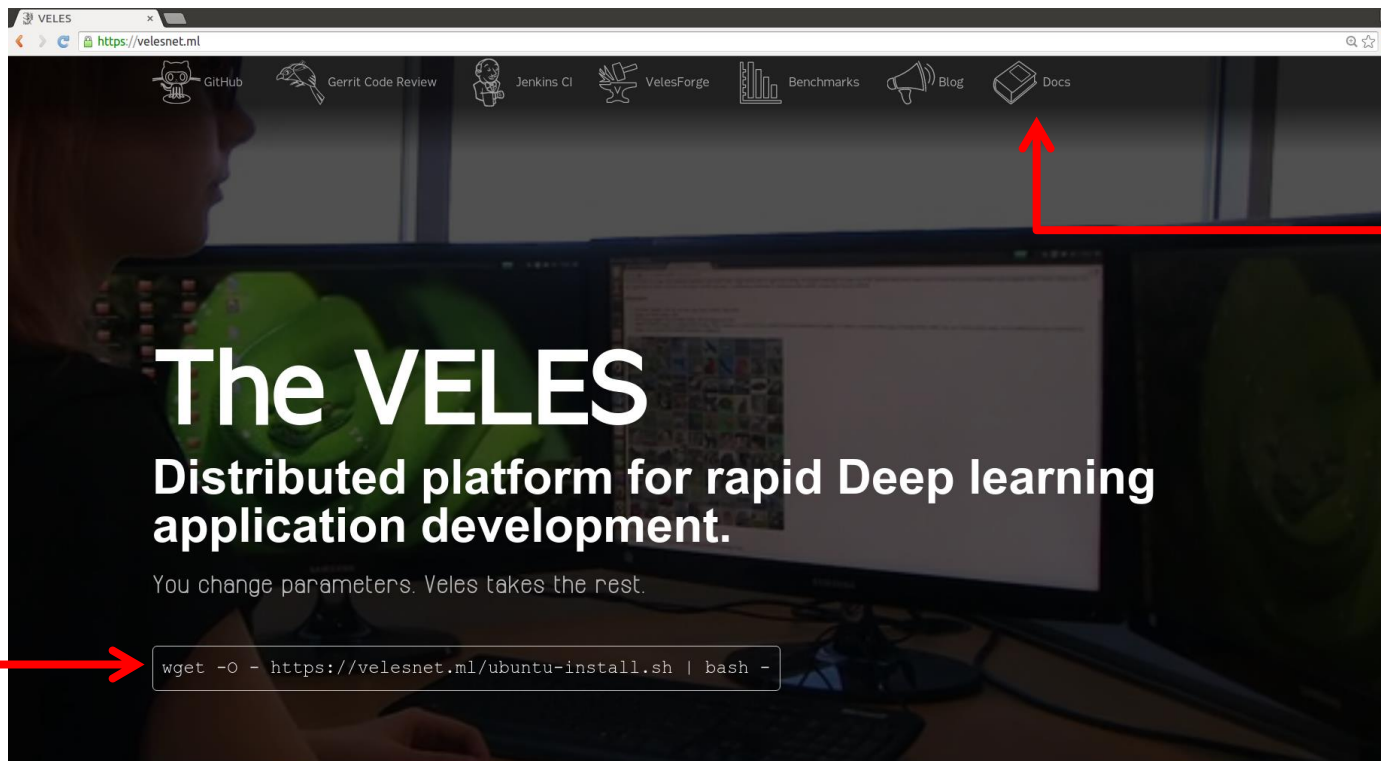 VELES
https://velesnet.ml
GitHub Gerrit Code Review Jenkins CI VelesForge Benchmarks Blog Docs
The VELES
Distributed platform for rapid Deep learning
application development.
You change parameters. Veles takes the rest.
wget -O - https://velesnet.ml/ubuntu-install.sh | bash -